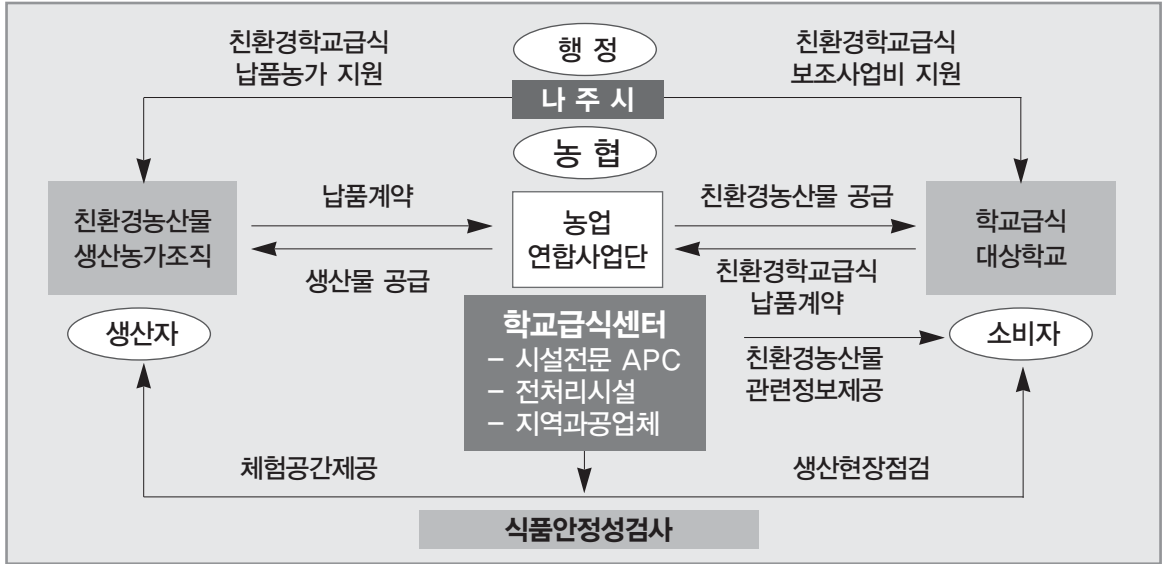 친환경학교급식
납품농가 지원
행 정
나 주 시
친환경학교급식
보조사업비 지원
농 협
친환경농산물
생산농가조직
납품계약
생산물 공급
농업
연합사업단
친환경농산물 공급
친환경학교급식
납품계약
학교급식
대상학교
생산자
학교급식센터
– 시설전문 APC
– 전처리시설
– 지역과공업체
친환경농산물
관련정보제공
소비자
체험공간제공
생산현장점검
식품안정성검사